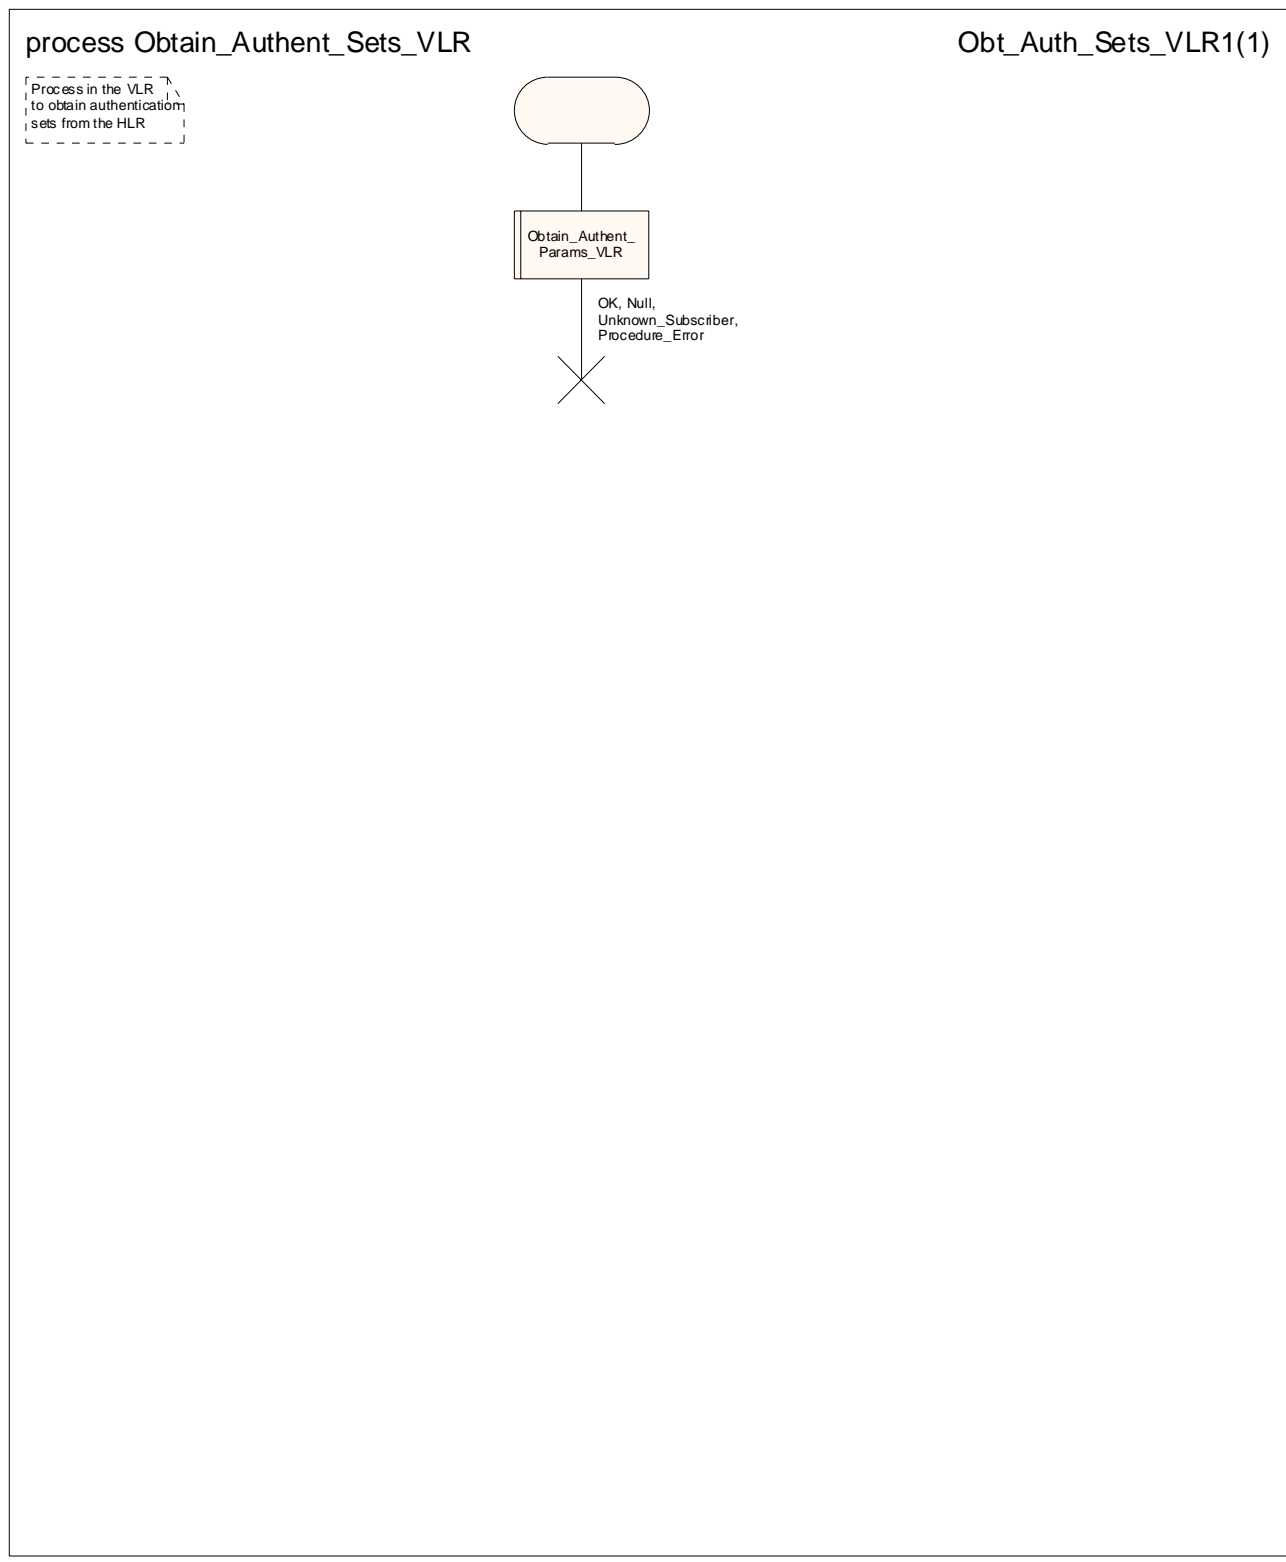 process Obtain_Authent_Sets_VLR
Obt_Auth_Sets_VLR1(1)
Process in the VLR
to obtain authentication
sets from the HLR
Obtain_Authent_
Params_VLR
OK, Null,
Unknown_Subscriber,
Procedure_Error